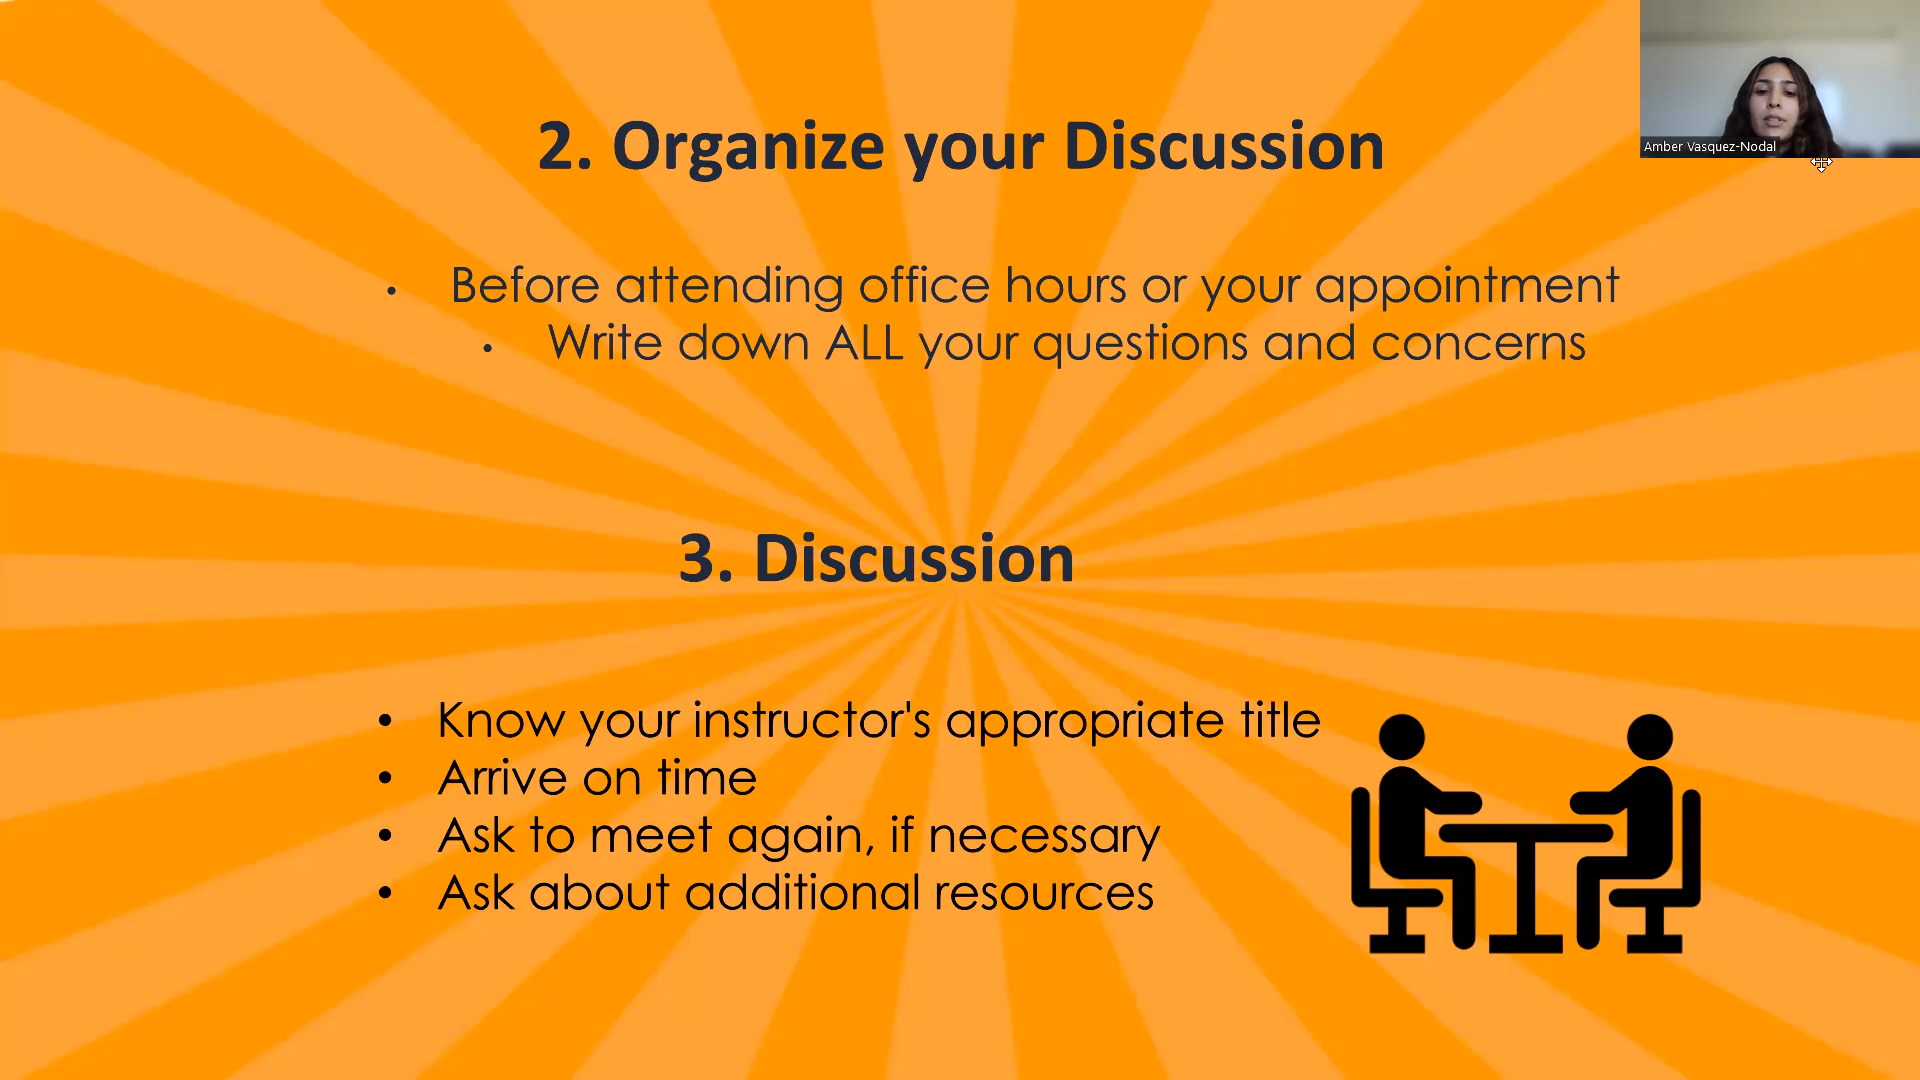 Amber Vasquez-Nodal
2. Organize your Discussion
• Before attending office hours or your appointment
• Write down ALL your questions and concerns
3. Discussion
• Know your instructor's appropriate title
• Arrive on time
• Ask to meet again, if necessary
• Ask about additional resources